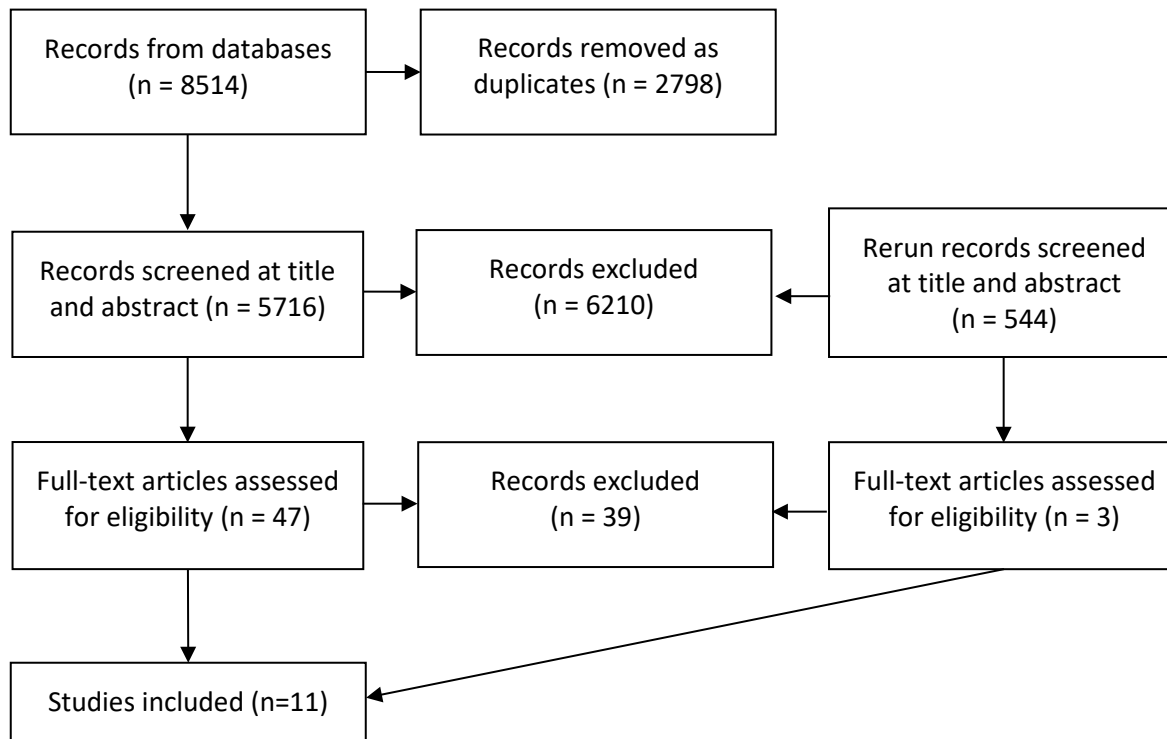 Records from databases
(n = 8514)
Records removed as
duplicates (n = 2798)
Records screened at title
and abstract (n = 5716)
Records excluded
(n = 6210)
Rerun records screened
at title and abstract
(n = 544)
Full-text articles assessed
for eligibility (n = 47)
Records excluded
(n = 39)
Full-text articles assessed
for eligibility (n = 3)
Studies included (n=11)